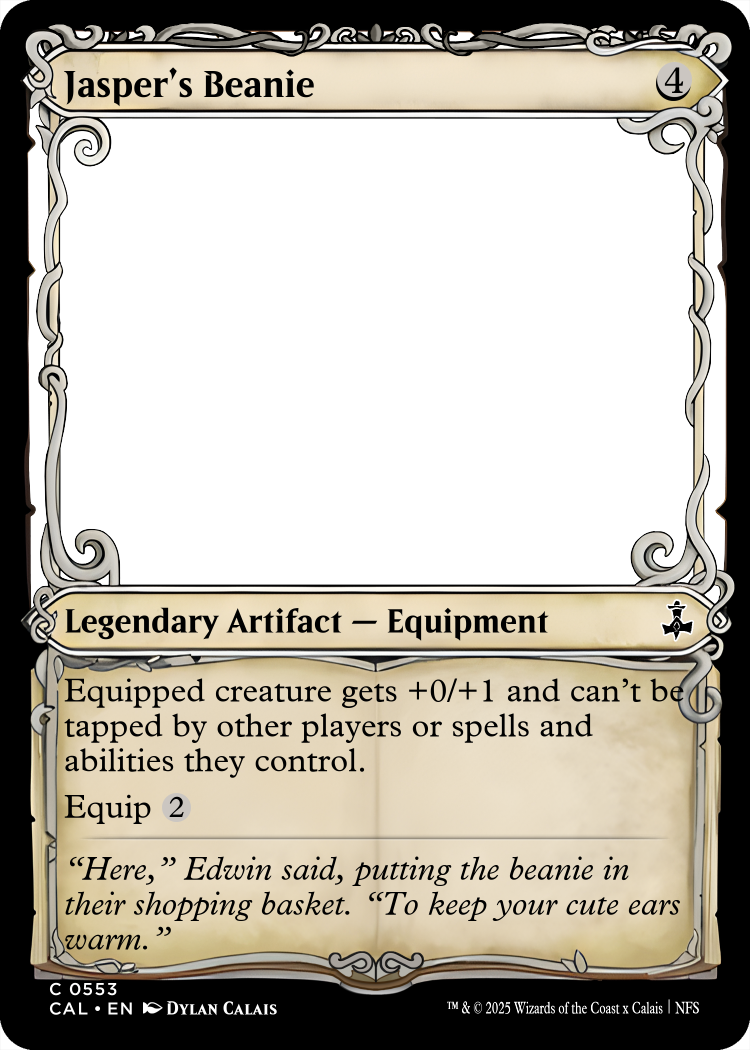 Jasper's Beanie 4
Legendary Artifact — Equipment
Equipped creature gets +0/+1 and can't be
tapped by other players or spells and
abilities they control.
Equip 2
“Here,” Edwin said, putting the beanie in
their shopping basket. “To keep your cute ears
warm.”
C 0553
CAL • EN DYLAN CALAIS ™ & © 2025 Wizards of the Coast x Calais | NFS